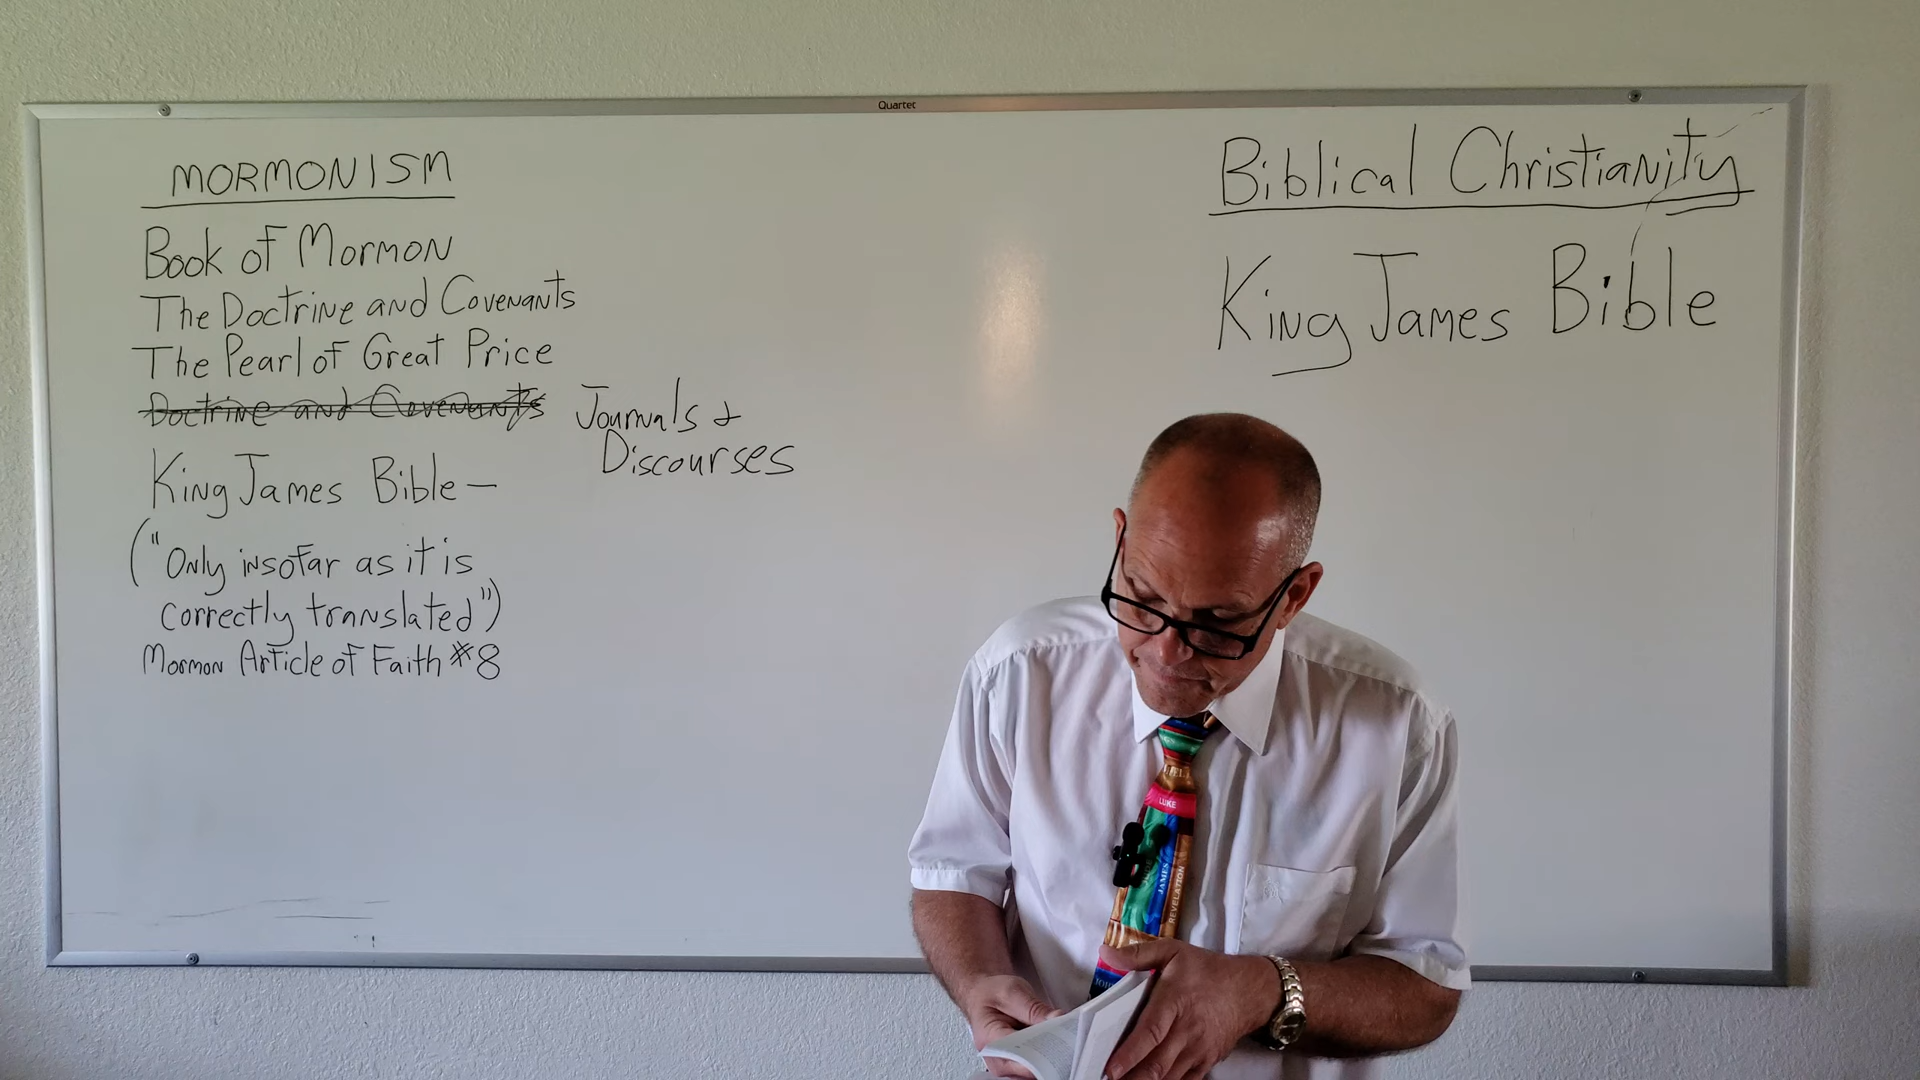 Quartet
MORMONISM
Book of Mormon
The Doctrine and Covenants
The Pearl of Great Price
Doctrine and Covenants
Journals +
Discourses
King James Bible—
("Only insofar as it is
correctly translated")
Mormon Article of Faith #8
Biblical Christianity
King James Bible
LUKE
JAMES
REVELATION